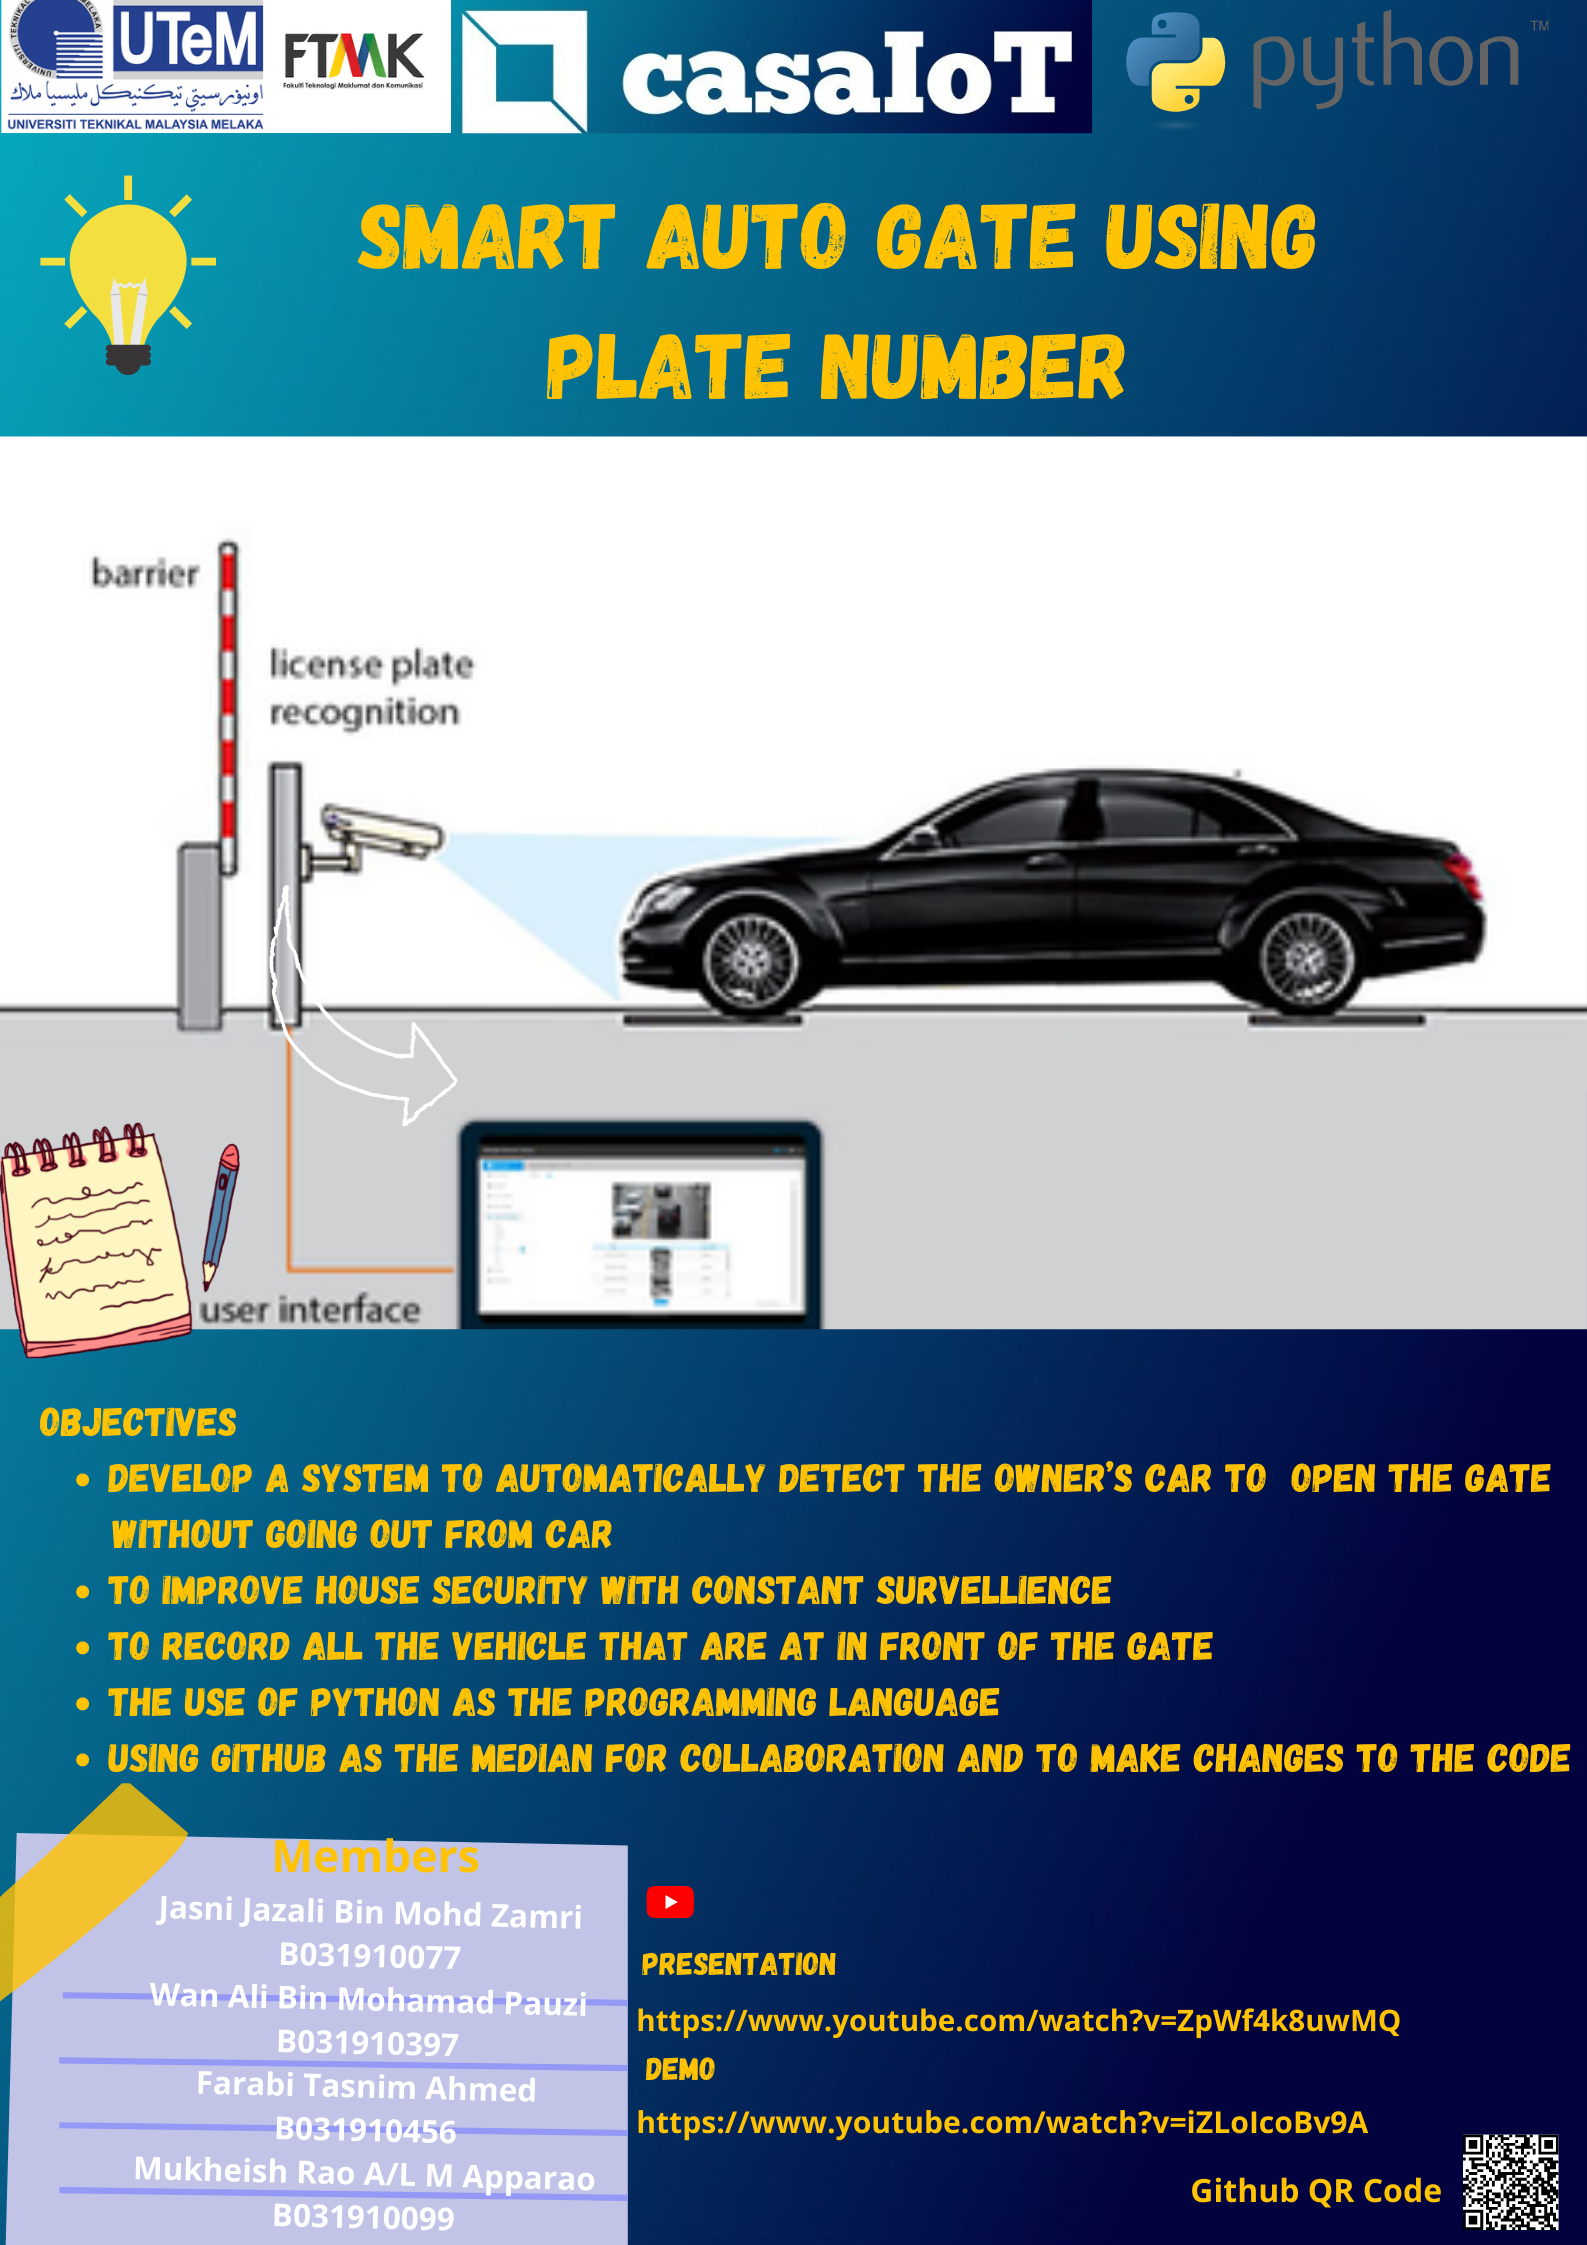 UTeM
اونيۏرسيتي تيكنيكل مليسيا ملاك
UNIVERSITI TEKNIKAL MALAYSIA MELAKA
FTMK
Fakulti Teknologi Maklumat dan Komunikasi
casaIoT
python TM
SMART AUTO GATE USING
PLATE NUMBER
barrier
license plate
recognition
user interface
OBJECTIVES
• DEVELOP A SYSTEM TO AUTOMATICALLY DETECT THE OWNER'S CAR TO OPEN THE GATE
WITHOUT GOING OUT FROM CAR
• TO IMPROVE HOUSE SECURITY WITH CONSTANT SURVELLIENCE
• TO RECORD ALL THE VEHICLE THAT ARE AT IN FRONT OF THE GATE
• THE USE OF PYTHON AS THE PROGRAMMING LANGUAGE
• USING GITHUB AS THE MEDIAN FOR COLLABORATION AND TO MAKE CHANGES TO THE CODE
Members
Jasni Jazali Bin Mohd Zamri
B031910077
Wan Ali Bin Mohamad Pauzi
B031910397
Farabi Tasnim Ahmed
B031910456
Mukheish Rao A/L M Apparao
B031910099
PRESENTATION
https://www.youtube.com/watch?v=ZpWf4k8uwMQ
DEMO
https://www.youtube.com/watch?v=iZLoIcoBv9A
Github QR Code